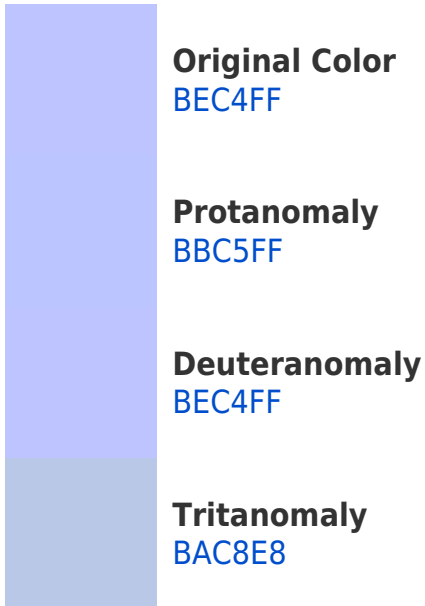 Original Color
BEC4FF
Protanomaly
BBC5FF
Deuteranomaly
BEC4FF
Tritanomaly
BAC8E8